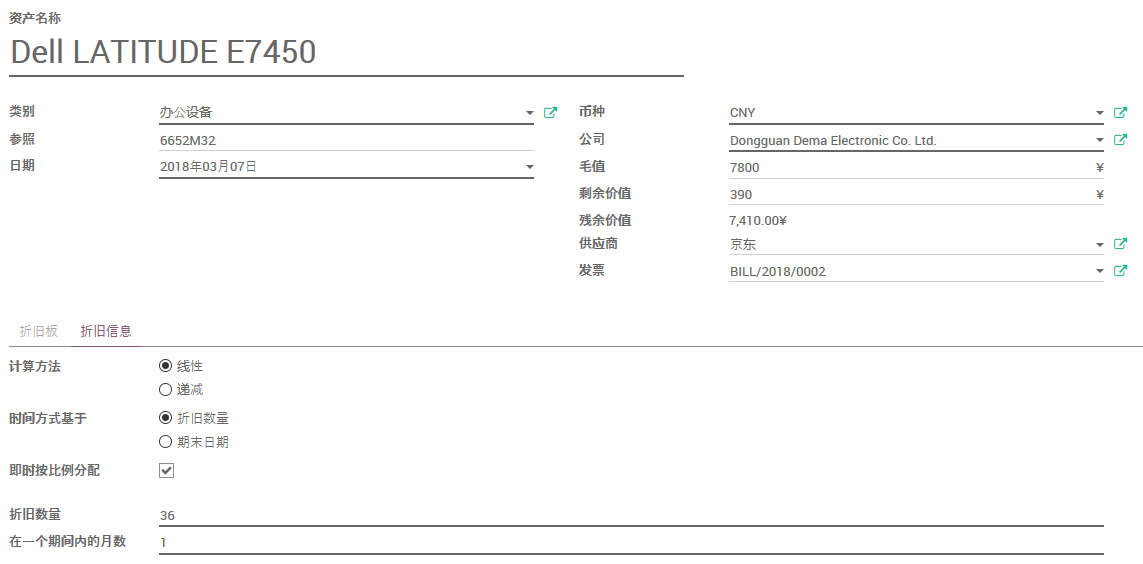 资产名称
Dell LATITUDE E7450
类别 办公设备
参照 6652M32
日期 2018年03月07日
币种 CNY
公司 Dongguan Dema Electronic Co. Ltd.
毛值 7800 ¥
剩余价值 390 ¥
残余价值 7,410.00¥
供应商 京东
发票 BILL/2018/0002
折旧板 折旧信息
计算方法 线性
递减
时间方式基于 折旧数量
期末日期
即时按比例分配
折旧数量 36
在一个期间内的月数 1